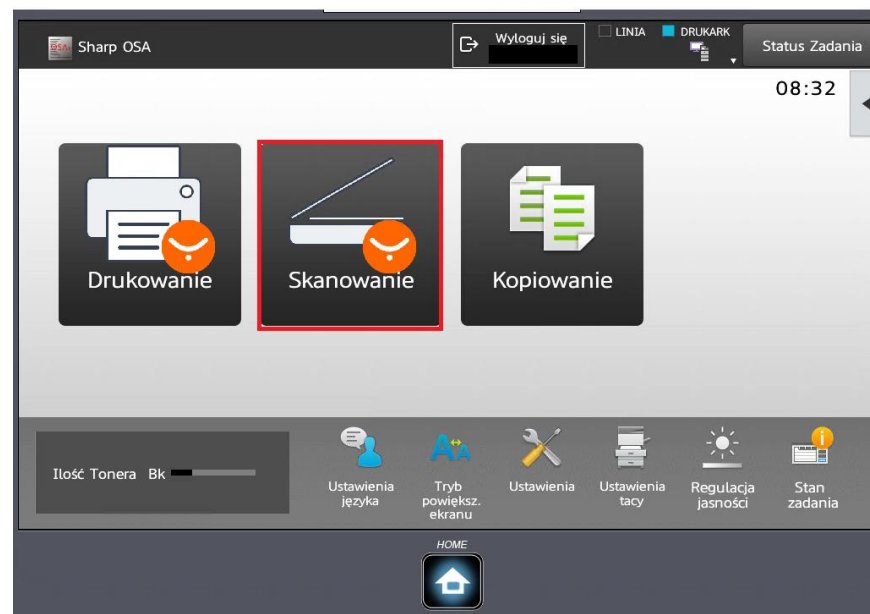 OSA
Sharp OSA
Wyloguj się
LINIA
DRUKARK
Status Zadania
08:32
Drukowanie
Skanowanie
Kopiowanie
Ilość Tonera Bk
Ustawienia
języka
Tryb
powiększ.
ekranu
Ustawienia
Ustawienia
tacy
Regulacja
jasności
Stan
zadania
HOME